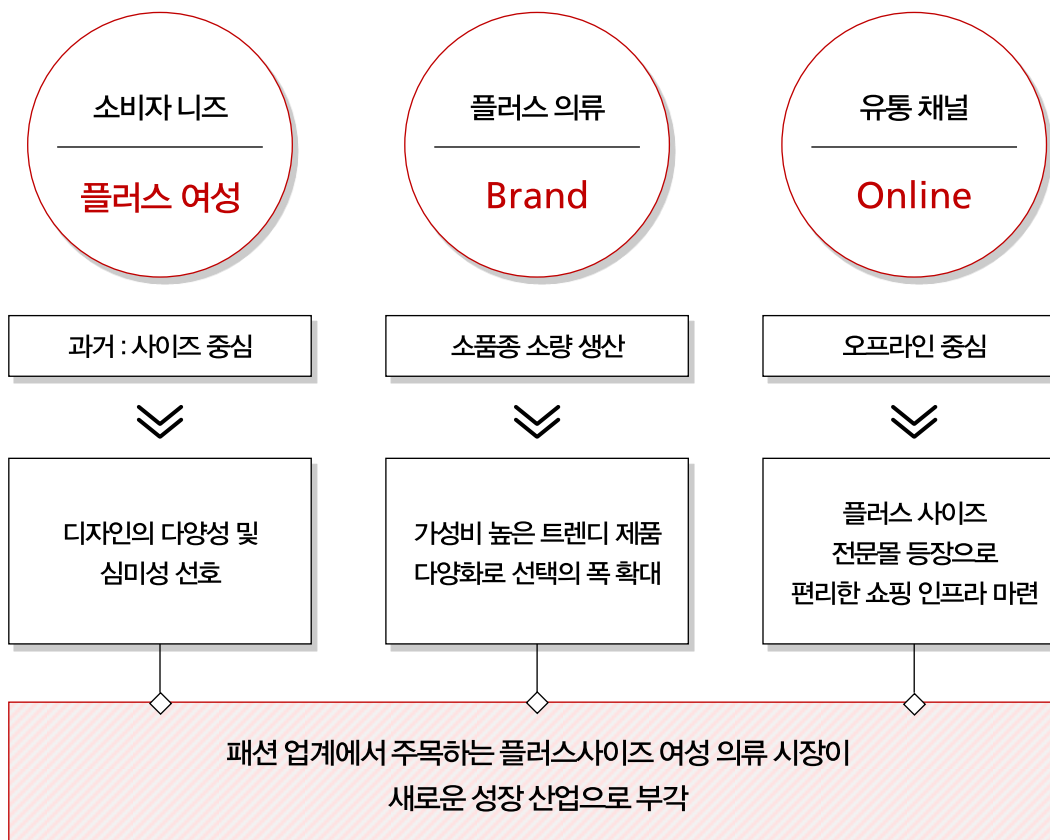 소비자 니즈
플러스 여성
플러스 의류
Brand
유통 채널
Online
과거 : 사이즈 중심
소품종 소량 생산
오프라인 중심
디자인의 다양성 및
심미성 선호
가성비 높은 트렌디 제품
다양화로 선택의 폭 확대
플러스 사이즈
전문몰 등장으로
편리한 쇼핑 인프라 마련
패션 업계에서 주목하는 플러스사이즈 여성 의류 시장이
새로운 성장 산업으로 부각